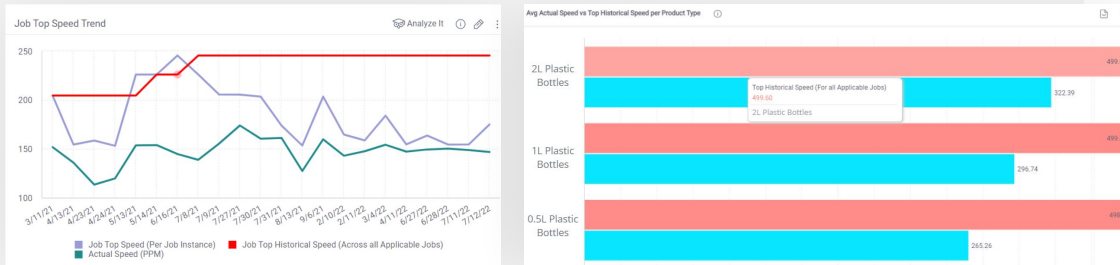 Job Top Speed Trend
Analyze It
250
200
150
100
3/11/21
4/13/21
4/23/21
4/24/21
5/13/21
5/14/21
6/16/21
7/8/21
7/9/21
7/27/21
7/30/21
7/31/21
8/13/21
9/6/21
2/10/22
2/11/22
3/4/22
4/11/22
6/27/22
6/28/22
7/11/22
7/12/22
Job Top Speed (Per Job Instance)
Job Top Historical Speed (Across all Applicable Jobs)
Actual Speed (PPM)
Avg Actual Speed vs Top Historical Speed per Product Type
2L Plastic
Bottles
499.
322.39
Top Historical Speed (For all Applicable Jobs)
499.60
2L Plastic Bottles
1L Plastic
Bottles
499.
296.74
0.5L Plastic
Bottles
498
265.26